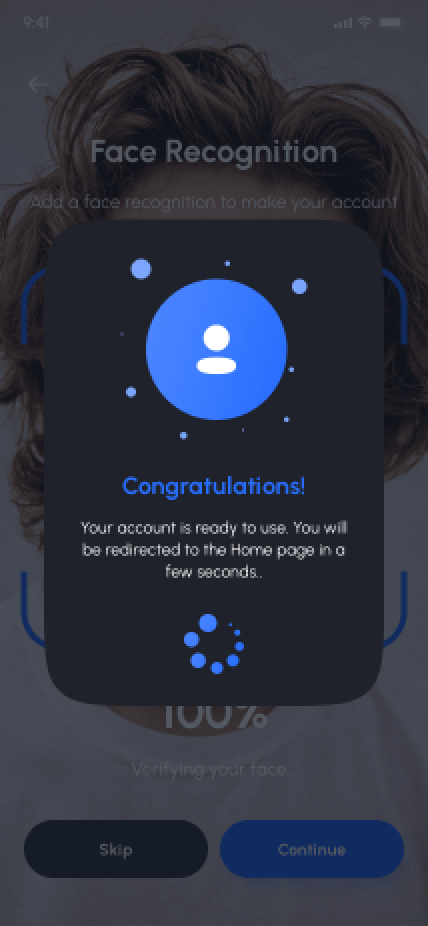 9:41
Face Recognition
Add a face recognition to make your account
Congratulations!
Your account is ready to use. You will
be redirected to the Home page in a
few seconds..
100%
Verifying your face...
Skip
Continue